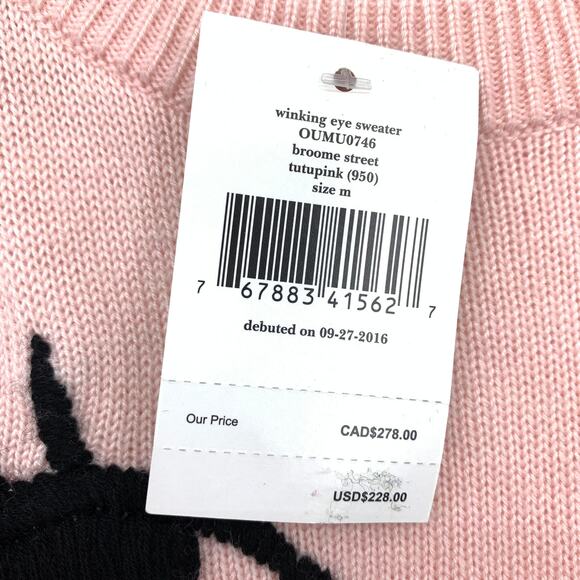 winking eye sweater
OUMU0746
broome street
tutupink (950)
size m
7 67883 41562 7
debuted on 09-27-2016
Our Price CAD$278.00
USD$228.00